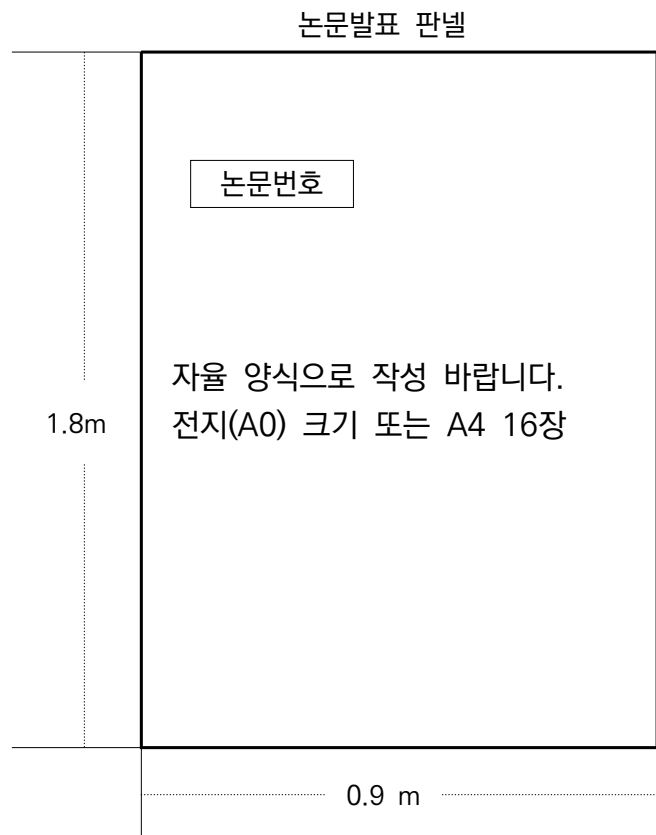 논문발표 판넬
논문번호
자율 양식으로 작성 바랍니다.
1.8m
전지(A0) 크기 또는 A4 16장
0.9 m